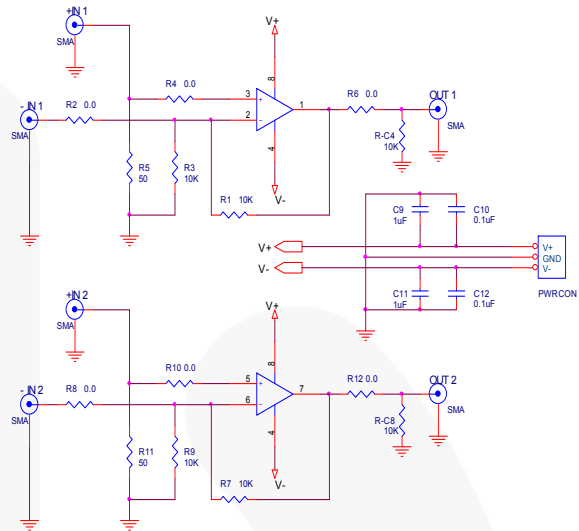 +IN 1
SMA
V+
R4 0.0
8
R6 0.0
OUT 1
- IN 1
R2 0.0
3
+
1
2
-
SMA
SMA
R-C4
10K
4
R5
50
R3
10K
R1 10K
V-
C9
1uF
C10
0.1uF
V+
V+
GND
V-
V-
C11
1uF
C12
0.1uF
PWRCON
+IN 2
SMA
V+
R10 0.0
8
R12 0.0
OUT 2
- IN 2
R8 0.0
5
+
7
6
-
SMA
SMA
R-C8
10K
4
R11
50
R9
10K
R7 10K
V-